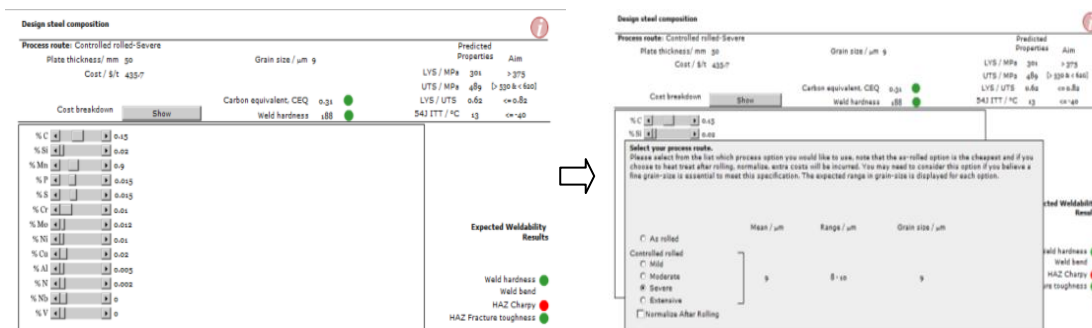 Design steel composition
Process route: Controlled rolled-Severe
Plate thickness/ mm 50
Grain size / μm 9
Predicted Properties Aim
Cost / $/t 435.7
LYS / MPa 301 >375
UTS / MPa 489 [> 530 & < 620]
Carbon equivalent, CEQ 0.31
LYS / UTS 0.62 <=0.82
Cost breakdown Show
Weld hardness 188
54J ITT / °C 13 <=-40
% C 0.15
% Si 0.02
% Mn 0.9
% P 0.015
% S 0.015
% Cr 0.01
% Mo 0.012
% Ni 0.01
% Cu 0.02
% Al 0.005
% N 0.002
% Nb 0
% V 0
Expected Weldability
Results
Weld hardness
Weld bend
HAZ Charpy
HAZ Fracture toughness
Design steel composition
Process route: Controlled rolled-Severe
Plate thickness/ mm 50
Grain size / μm 9
Predicted Properties Aim
Cost / $/t 435.7
LYS / MPa 301 >375
UTS / MPa 489 [> 530 & < 620]
Carbon equivalent, CEQ 0.31
LYS / UTS 0.62 <=0.82
Cost breakdown Show
Weld hardness 188
54J ITT / °C 13 <=-40
% C 0.15
% Si 0.02
Select your process route.
Please select from the list which process option you would like to use, note that the as-rolled option is the cheapest and if you
choose to heat treat after rolling, normalize, extra costs will be incurred. You may need to consider this option if you believe a
fine grain-size is essential to meet this specification. The expected range in grain-size is displayed for each option.
Mean / μm Range / μm Grain size / μm
As rolled
Controlled rolled
Mild
Moderate 9 8 - 10 9
Severe
Extensive
Normalize After Rolling
cted Weldabilit
Resul
eld hardness
Weld bend
HAZ Charpy
re toughness